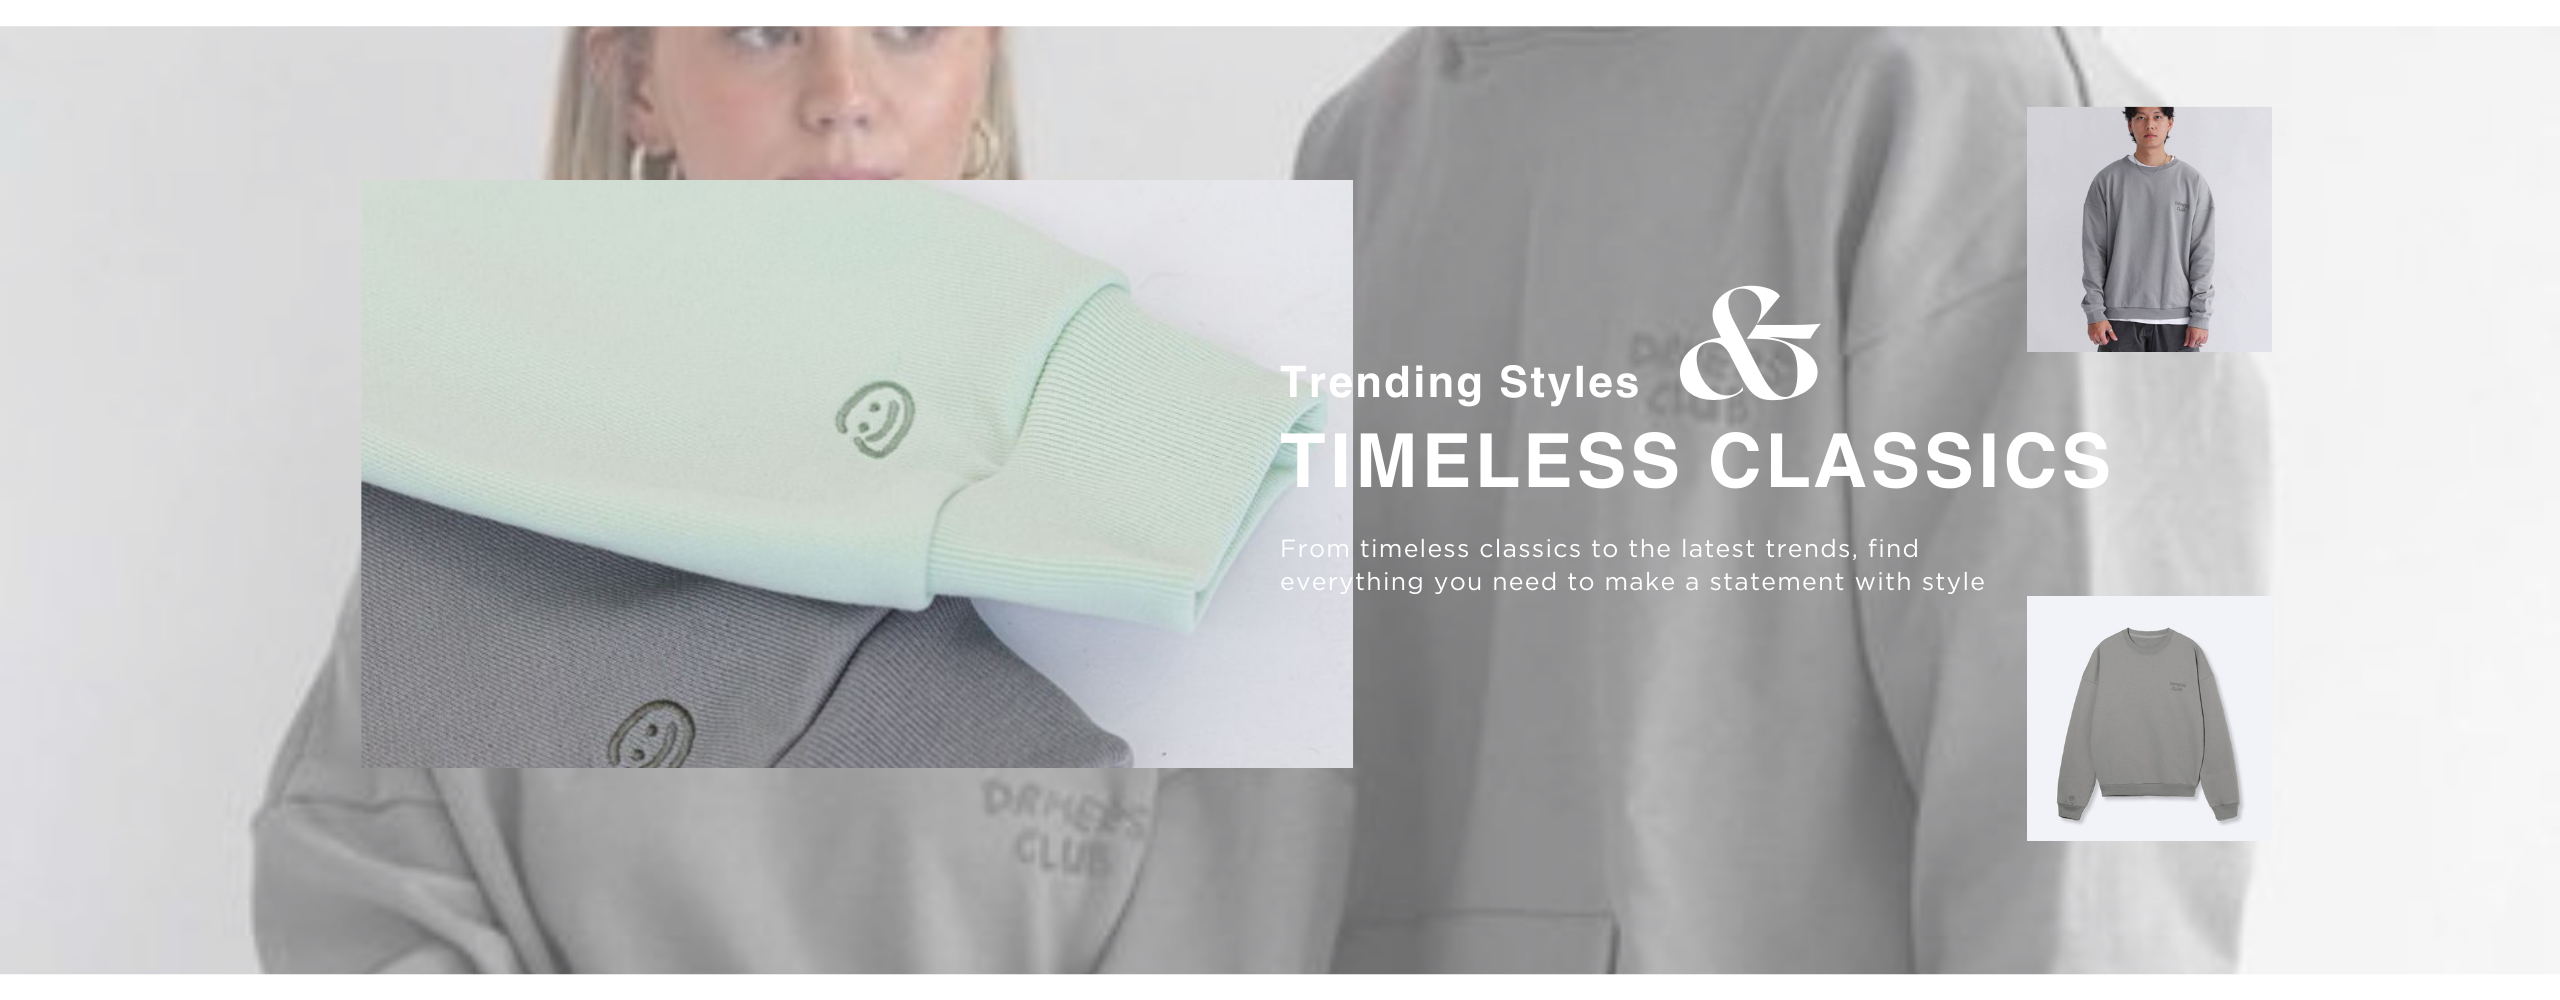 Trending Styles &
TIMELESS CLASSICS
From timeless classics to the latest trends, find
everything you need to make a statement with style
CLUB